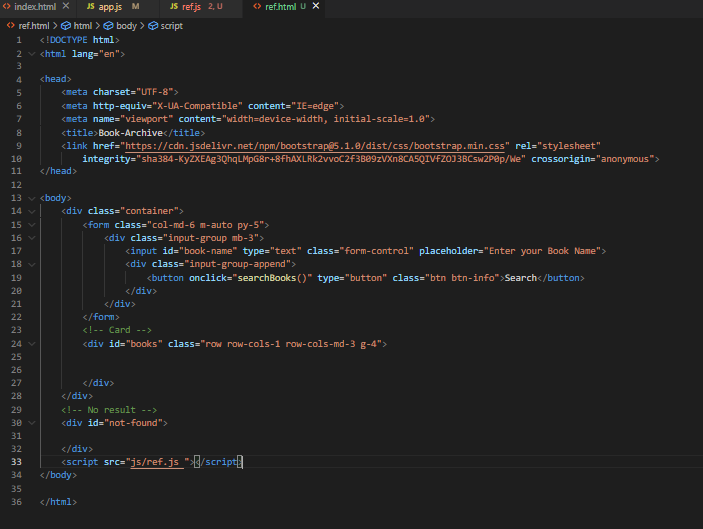 index.html app.js M ref.js 2, U ref.html U
ref.html > html > body > script
1 <!DOCTYPE html>
2 <html lang="en">
3
4 <head>
5 <meta charset="UTF-8">
6 <meta http-equiv="X-UA-Compatible" content="IE=edge">
7 <meta name="viewport" content="width=device-width, initial-scale=1.0">
8 <title>Book-Archive</title>
9 <link href="https://cdn.jsdelivr.net/npm/bootstrap@5.1.0/dist/css/bootstrap.min.css" rel="stylesheet"
10 integrity="sha384-KyZXEAg3QhqLMpG8r+8fhAXLRk2vvoC2f3B09zVXn8CA5QIVfZOJ3BCsw2P0p/We" crossorigin="anonymous">
11 </head>
12
13 <body>
14 <div class="container">
15 <form class="col-md-6 m-auto py-5">
16 <div class="input-group mb-3">
17 <input id="book-name" type="text" class="form-control" placeholder="Enter your Book Name">
18 <div class="input-group-append">
19 <button onclick="searchBooks()" type="button" class="btn btn-info">Search</button>
20 </div>
21 </div>
22 </form>
23 <!-- Card -->
24 <div id="books" class="row row-cols-1 row-cols-md-3 g-4">
25
26
27 </div>
28 </div>
29 <!-- No result -->
30 <div id="not-found">
31
32 </div>
33 <script src="js/ref.js "></script>
34 </body>
35
36 </html>